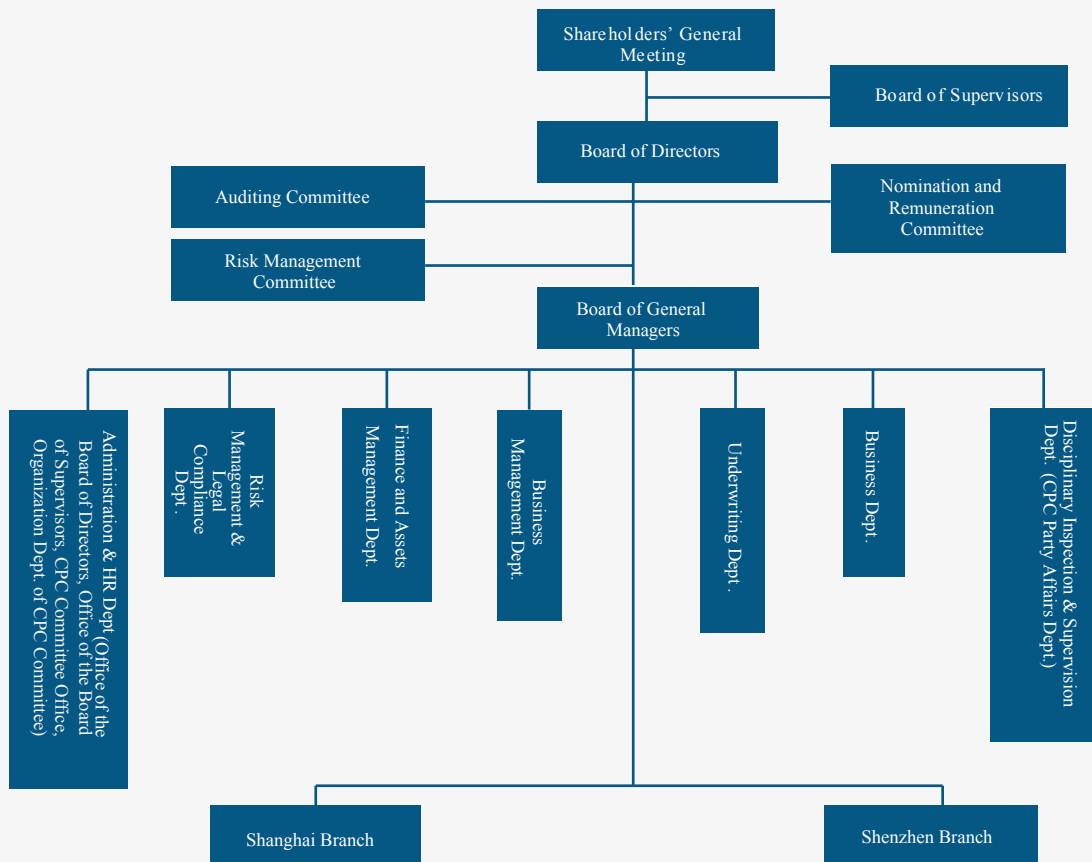 Shareholders' General
Meeting
Board of Supervisors
Board of Directors
Auditing Committee
Nomination and
Remuneration
Committee
Risk Management
Committee
Board of General
Managers
Administration & HR Dept (Office of the
Board of Directors, Office of the Board
of Supervisors, CPC Committee Office,
Organization Dept. of CPC Committee)
Risk
Management &
Legal
Compliance
Dept .
Finance and Assets
Management Dept.
Business
Management Dept.
Underwriting Dept .
Business Dept.
Disciplinary Inspection & Supervision
Dept. (CPC Party Affairs Dept.)
Shanghai Branch
Shenzhen Branch